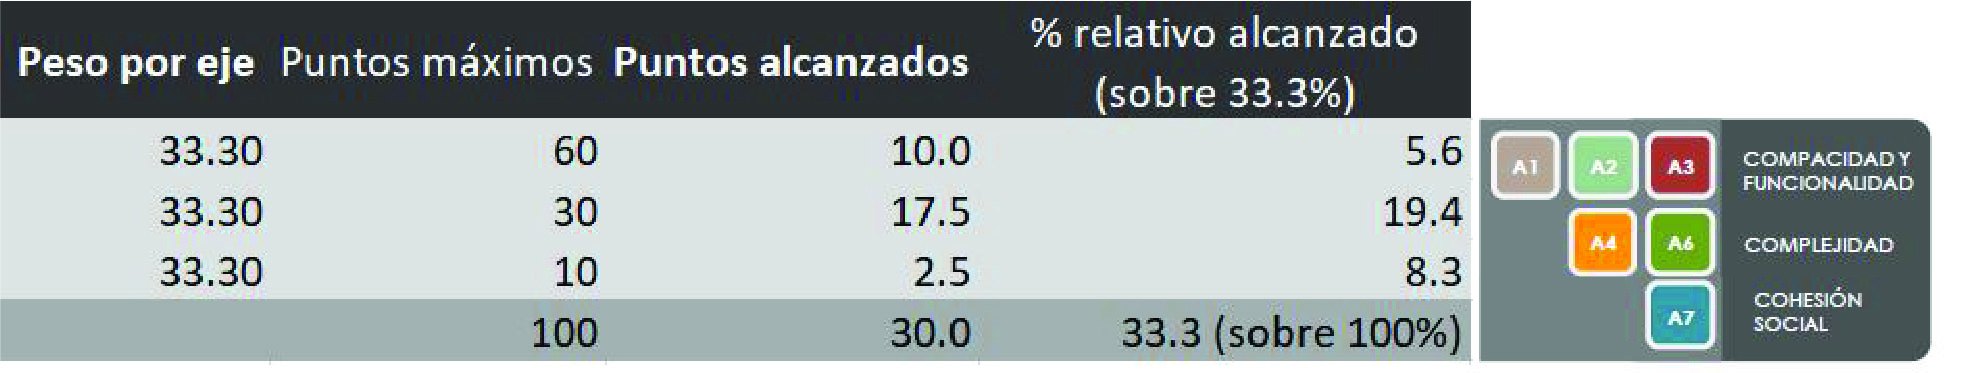 Peso por eje Puntos máximos Puntos alcanzados % relativo alcanzado
(sobre 33.3%)
33.30 60 10.0 5.6
33.30 30 17.5 19.4
33.30 10 2.5 8.3
100 30.0 33.3 (sobre 100%)
A1 A2 A3 COMPACIDAD Y
FUNCIONALIDAD
A4 A6 COMPLEJIDAD
A7 COHESIÓN
SOCIAL